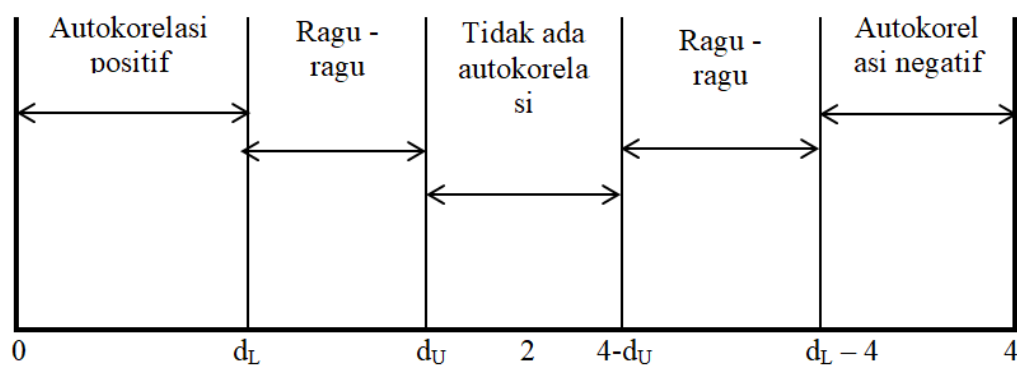 Autokorelasi
positif
Ragu -
ragu
Tidak ada
autokorela
si
Ragu -
ragu
Autokorel
asi negatif
0 dL dU 2 4-dU dL – 4 4